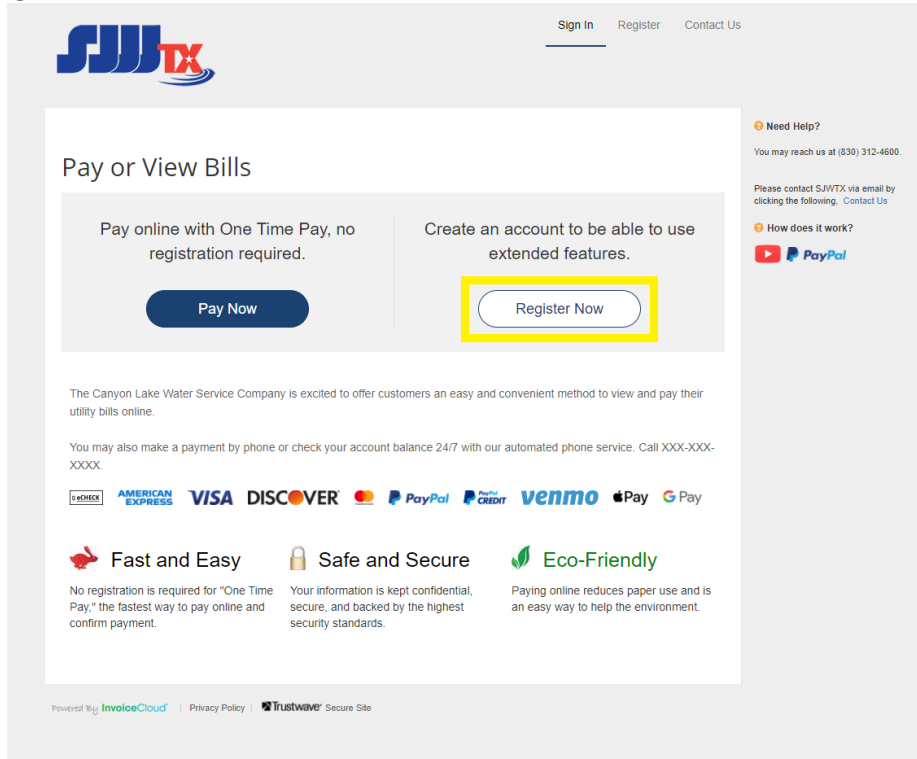 SJWTX
Sign In Register Contact Us
Need Help?
You may reach us at (830) 312-4600.
Please contact SJWTX via email by
clicking the following, Contact Us
How does it work?
PayPal
Pay or View Bills
Pay online with One Time Pay, no
registration required.
Pay Now
Create an account to be able to use
extended features.
Register Now
The Canyon Lake Water Service Company is excited to offer customers an easy and convenient method to view and pay their
utility bills online.
You may also make a payment by phone or check your account balance 24/7 with our automated phone service. Call XXX-XXX-
XXXX.
eCHECK AMERICAN EXPRESS VISA DISCOVER PayPal PayPal CREDIT venmo Pay G Pay
Fast and Easy
No registration is required for "One Time
Pay," the fastest way to pay online and
confirm payment.
Safe and Secure
Your information is kept confidential,
secure, and backed by the highest
security standards.
Eco-Friendly
Paying online reduces paper use and is
an easy way to help the environment.
Powered By InvoiceCloud | Privacy Policy | Trustwave Secure Site